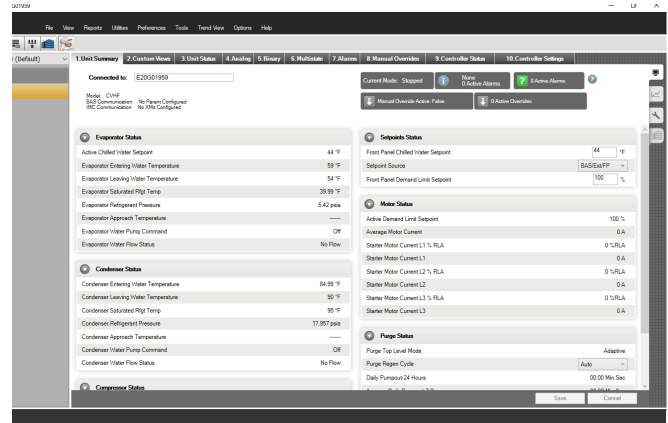 G01959
File View Reports Utilities Preferences Tools Trend View Options Help
(Default)
1.Unit Summary 2.Custom Views 3.Unit Status 4.Analog 5.Binary 6.Multistate 7.Alarms 8.Manual Overrides 9.Controller Status 10.Controller Settings
Connected to: E20G01959
Model: CVHF
BAS Communication: No Parent Configured
IMC Communication: No XMs Configured
Current Mode: Stopped
None
0 Active Alarms
0 Active Alarms
Manual Override Active: False
0 Active Overrides
Evaporator Status
Active Chilled Water Setpoint 44 °F
Evaporator Entering Water Temperature 59 °F
Evaporator Leaving Water Temperature 54 °F
Evaporator Saturated Rfgt Temp 39.99 °F
Evaporator Refrigerant Pressure 5.42 psia
Evaporator Approach Temperature -----
Evaporator Water Pump Command Off
Evaporator Water Flow Status No Flow
Condenser Status
Condenser Entering Water Temperature 84.99 °F
Condenser Leaving Water Temperature 90 °F
Condenser Saturated Rfgt Temp 95 °F
Condenser Refrigerant Pressure 17.957 psia
Condenser Approach Temperature -----
Condenser Water Pump Command Off
Condenser Water Flow Status No Flow
Compressor Status
Setpoints Status
Front Panel Chilled Water Setpoint 44 °F
Setpoint Source BAS/Ext/FP
Front Panel Demand Limit Setpoint 100 %
Motor Status
Active Demand Limit Setpoint 100 %
Average Motor Current 0 A
Starter Motor Current L1 % RLA 0 %RLA
Starter Motor Current L1 0 A
Starter Motor Current L2 % RLA 0 %RLA
Starter Motor Current L2 0 A
Starter Motor Current L3 % RLA 0 %RLA
Starter Motor Current L3 0 A
Purge Status
Purge Top Level Mode Adaptive
Purge Regen Cycle Auto
Daily Pumpout-24 Hours 00:00 Min:Sec
Save Cancel